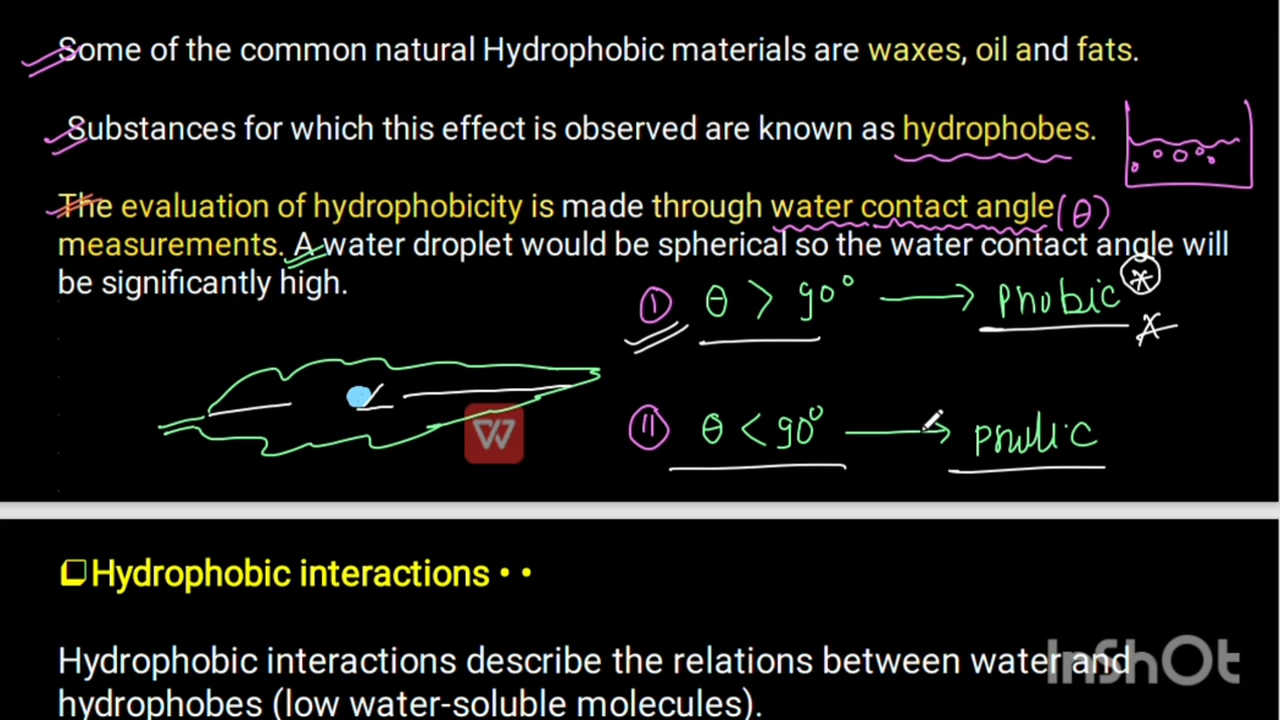 Some of the common natural Hydrophobic materials are waxes, oil and fats.
Substances for which this effect is observed are known as hydrophobes.
The evaluation of hydrophobicity is made through water contact angle (θ)
measurements. A water droplet would be spherical so the water contact angle will
be significantly high.
① θ > 90° → Phobic *
② θ < 90° →
❑Hydrophobic interactions • •
Hydrophobic interactions describe the relations between water and
hydrophobes (low water-soluble molecules).
InShOt